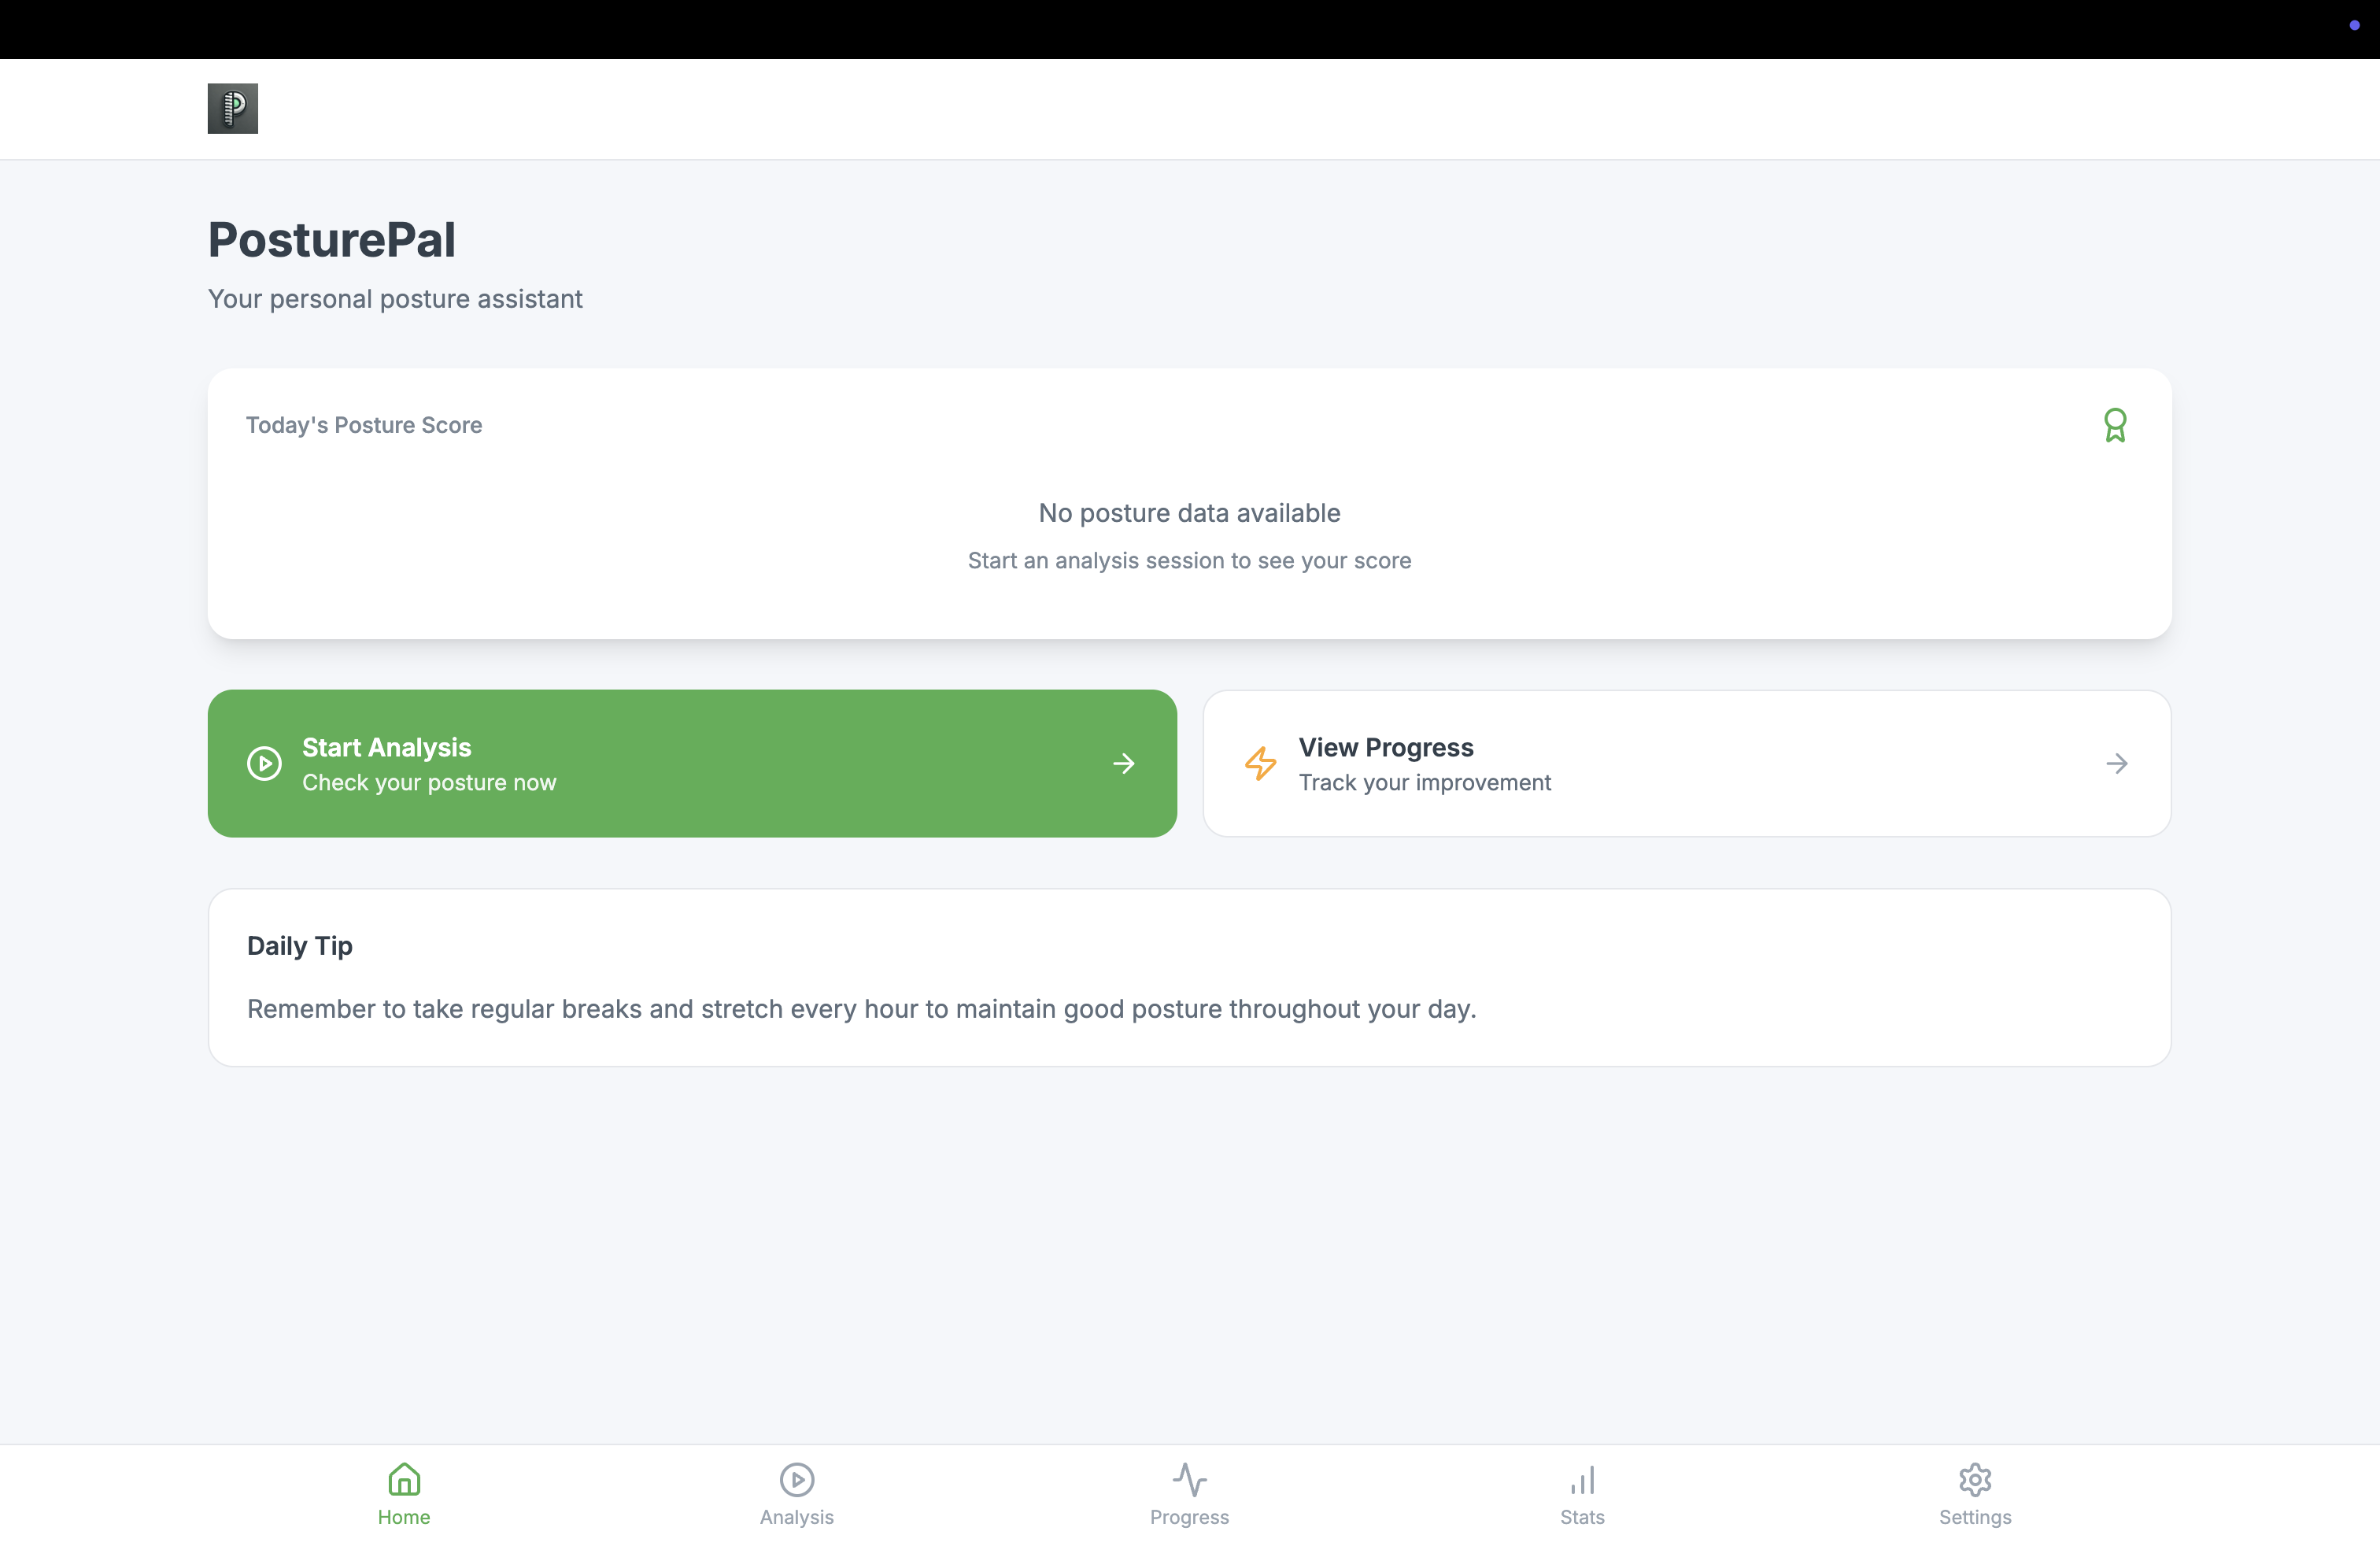 P
PosturePal
Your personal posture assistant
Today's Posture Score
No posture data available
Start an analysis session to see your score
Start Analysis
Check your posture now
View Progress
Track your improvement
Daily Tip
Remember to take regular breaks and stretch every hour to maintain good posture throughout your day.
Home
Analysis
Progress
Stats
Settings